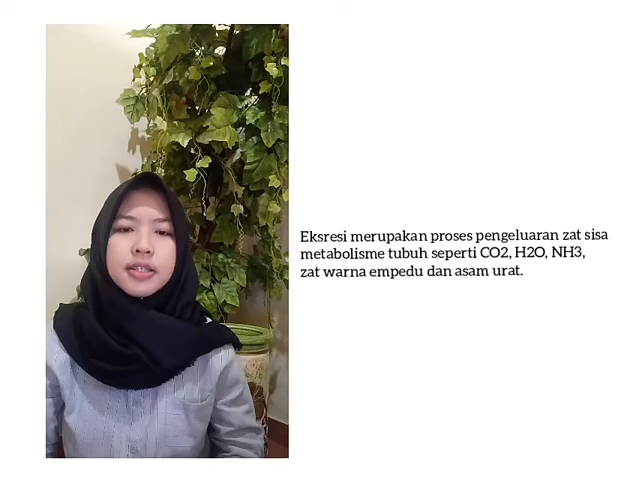 Eksresi merupakan proses pengeluaran zat sisa
metabolisme tubuh seperti CO2, H2O, NH3,
zat warna empedu dan asam urat.